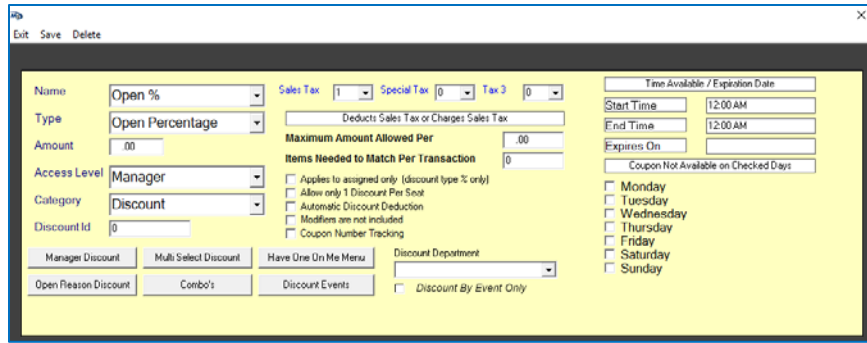 Exit Save Delete
Name Open %
Type Open Percentage
Amount .00
Access Level Manager
Category Discount
Discount Id 0
Manager Discount Multi Select Discount Have One On Me Menu
Open Reason Discount Combo's Discount Events
Sales Tax 1 Special Tax 0 Tax 3 0
Deducts Sales Tax or Charges Sales Tax
Maximum Amount Allowed Per .00
Items Needed to Match Per Transaction 0
Applies to assigned only (discount type % only)
Allow only 1 Discount Per Seat
Automatic Discount Deduction
Modifiers are not included
Coupon Number Tracking
Discount Department
Discount By Event Only
Time Available / Expiration Date
Start Time 12:00 AM
End Time 12:00 AM
Expires On
Coupon Not Available on Checked Days
Monday
Tuesday
Wednesday
Thursday
Friday
Saturday
Sunday